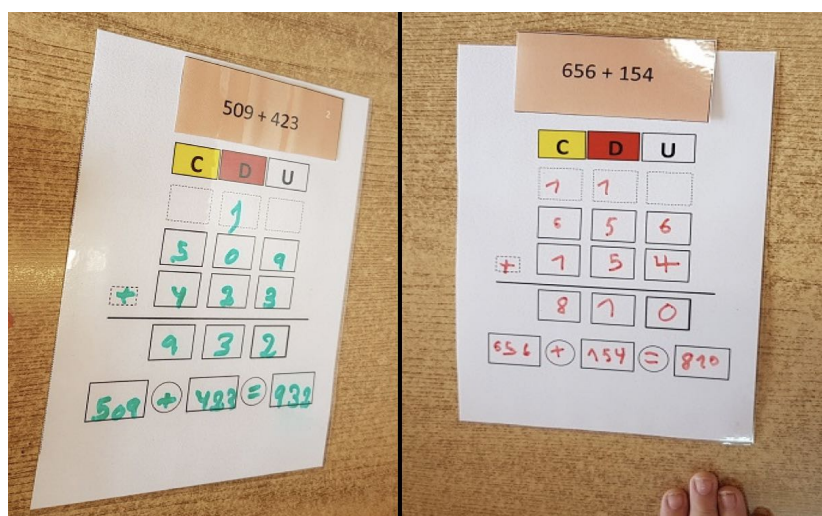 509 + 423
2
C D U
1
5 0 9
+ 4 2 3
9 3 2
509 + 423 = 932
656 + 154
C D U
1 1
6 5 6
+ 1 5 4
8 1 0
656 + 154 = 810